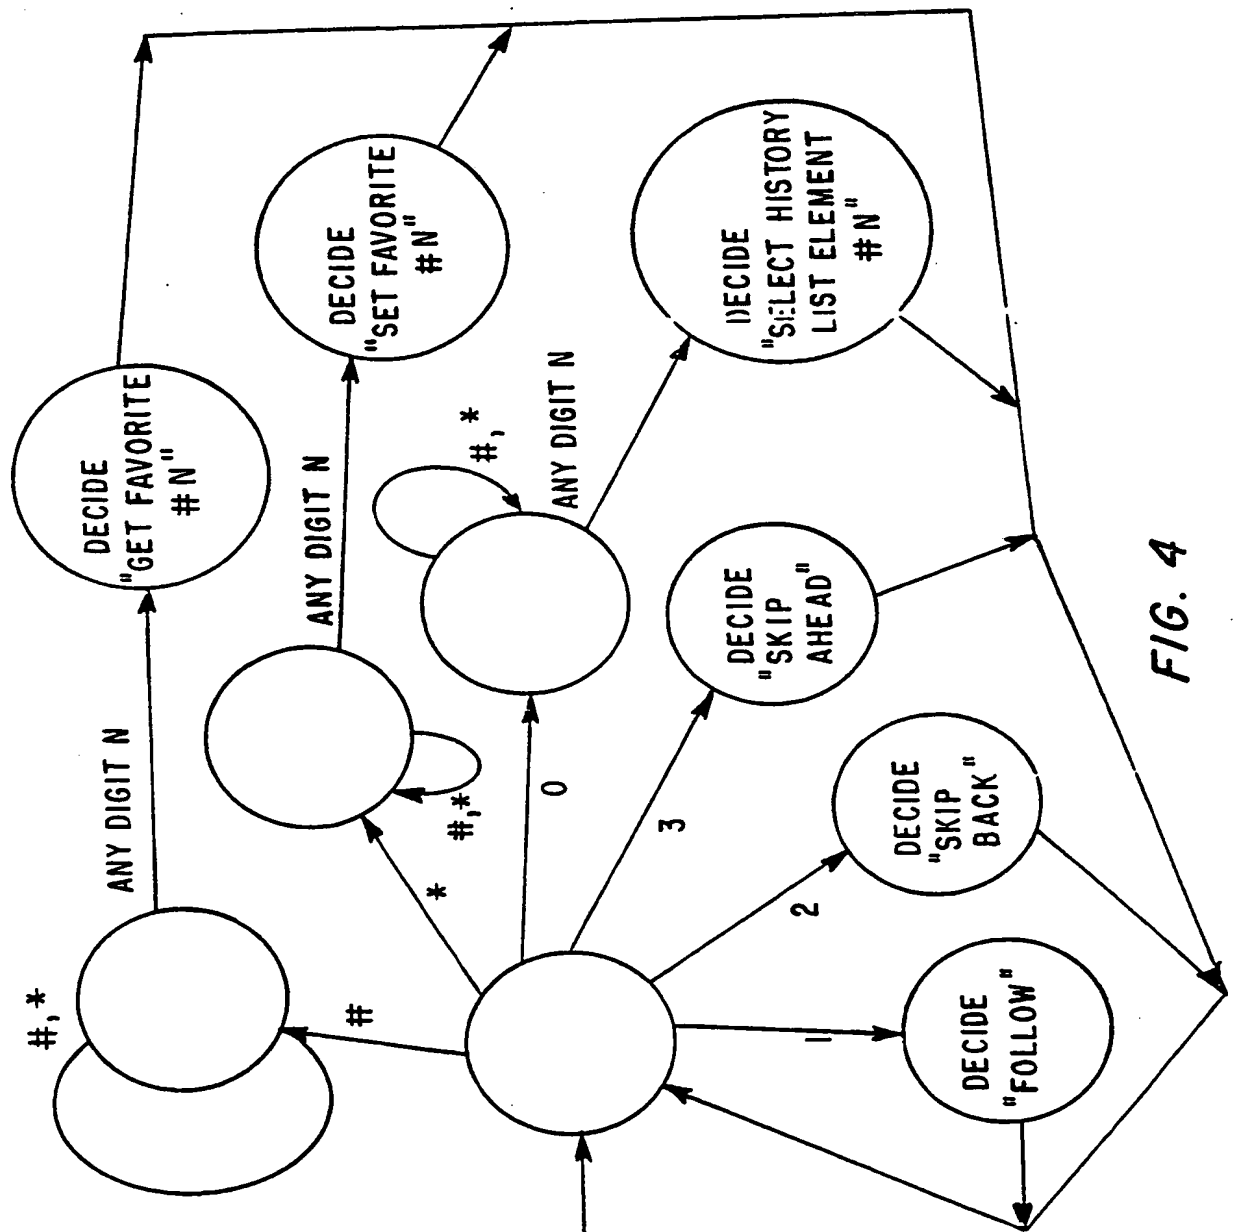 #,*
#
ANY DIGIT N
DECIDE
"GET FAVORITE
#N"
*
#,*
ANY DIGIT N
DECIDE
"SET FAVORITE
#N"
0
#,*
ANY DIGIT N
DECIDE
"SELECT HISTORY
LIST ELEMENT
#N"
3
DECIDE
"SKIP
AHEAD"
2
DECIDE
"SKIP
BACK"
1
DECIDE
"FOLLOW"
FIG. 4